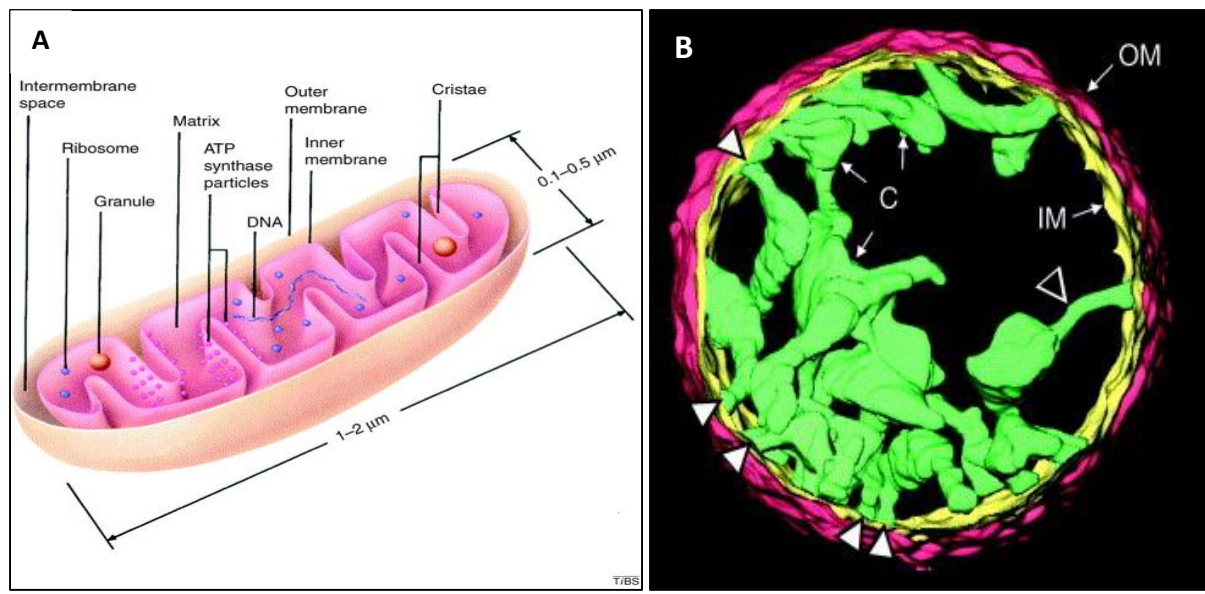 A
Intermembrane
space
Ribosome
Granule
Matrix
ATP
synthase
particles
DNA
Outer
membrane
Inner
membrane
Cristae
0.1–0.5 μm
1–2 μm
TiBS
B
OM
C
IM